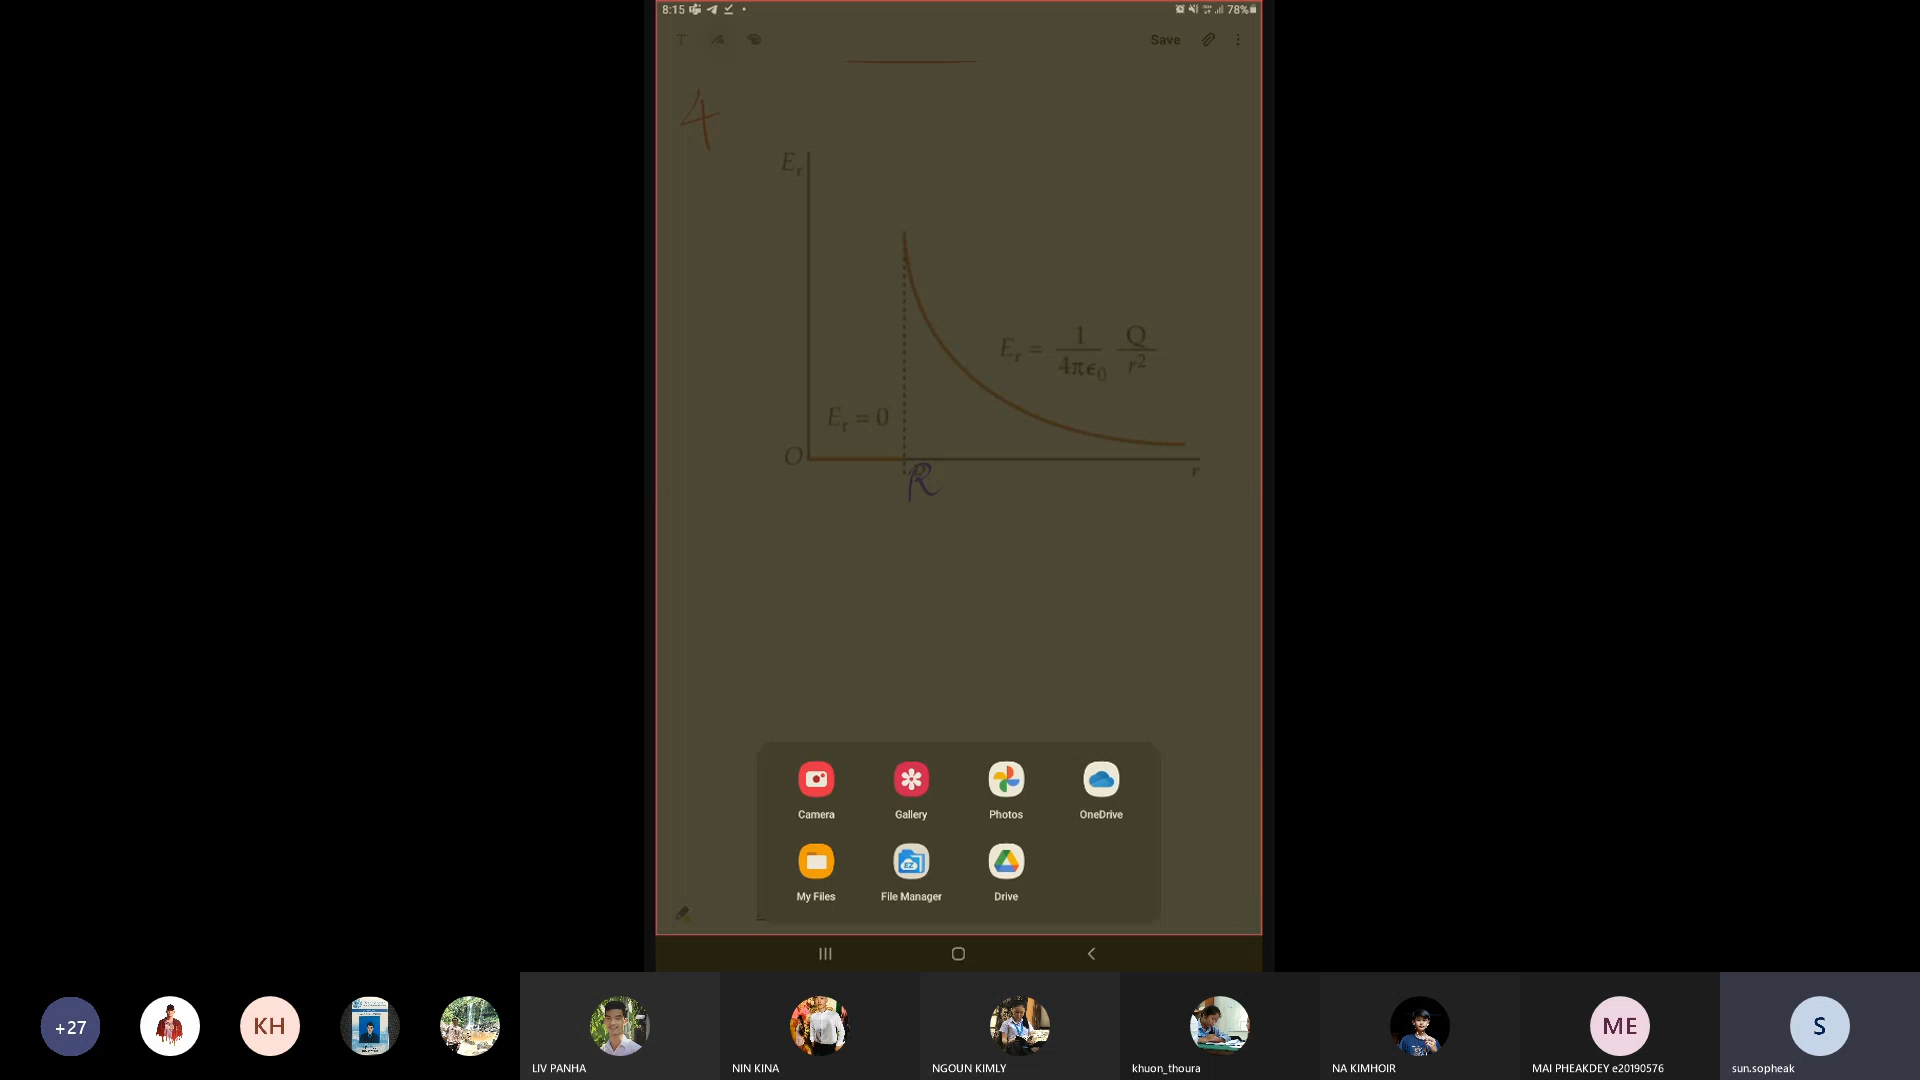 8:15 78%
T Save
4
E_r
E_r = 1/4πϵ₀ Q/r²
E_r = 0
O
R
r
Camera Gallery Photos OneDrive
EZ
My Files File Manager Drive
+27 KH ME S
LIV PANHA NIN KINA NGOUN KIMLY khuon_thoura NA KIMHOIR MAI PHEAKDEY e20190576 sun.sopheak